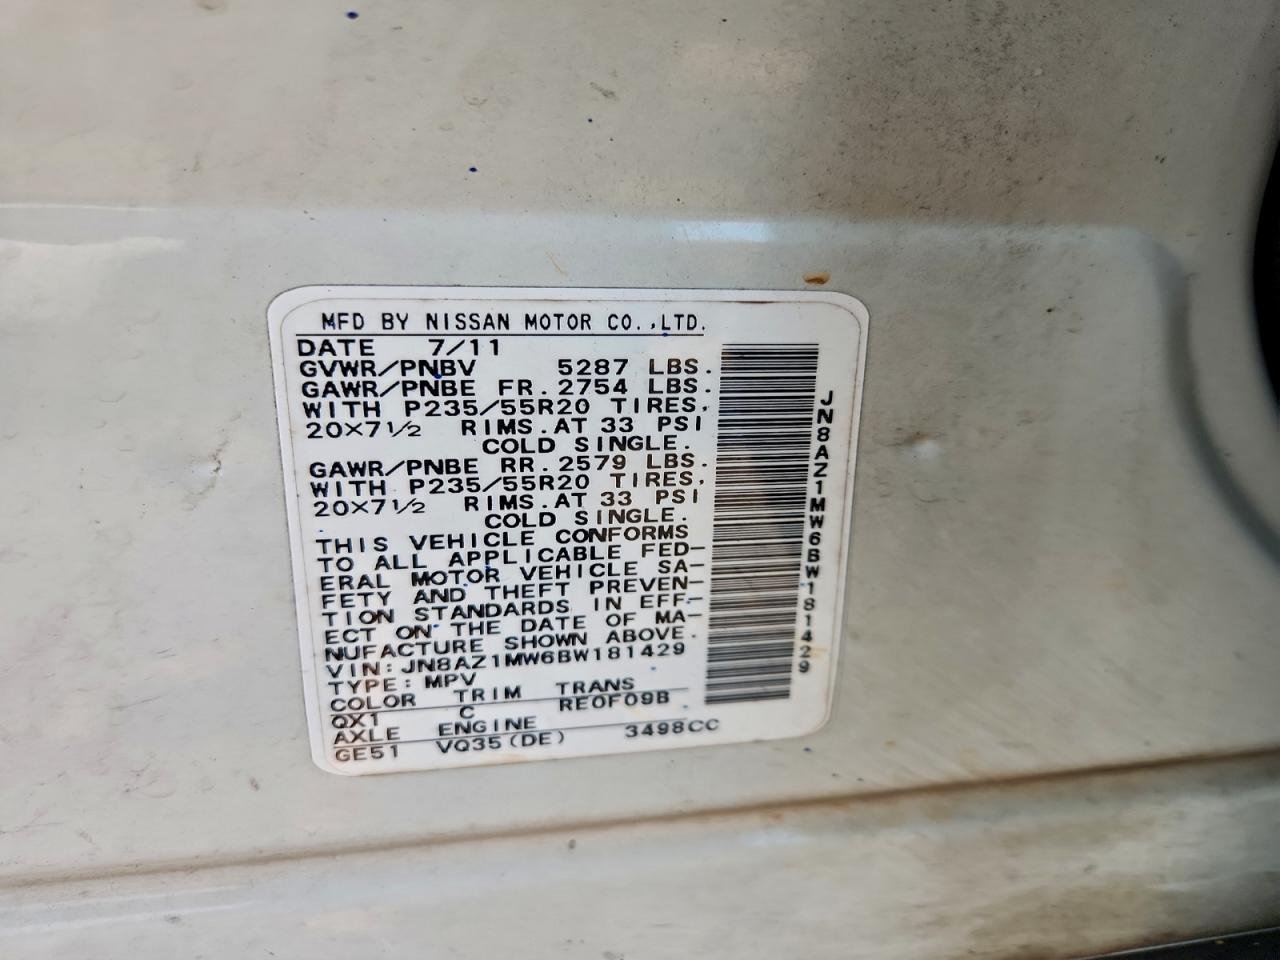 MFD BY NISSAN MOTOR CO.,LTD.
DATE 7/11
GVWR/PNBV 5287 LBS.
GAWR/PNBE FR. 2754 LBS.
WITH P235/55R20 TIRES,
20X7 1/2 RIMS. AT 33 PSI
COLD SINGLE.
GAWR/PNBE RR. 2579 LBS.
WITH P235/55R20 TIRES,
20X7 1/2 RIMS. AT 33 PSI
COLD SINGLE.
THIS VEHICLE CONFORMS
TO ALL APPLICABLE FED-
ERAL MOTOR VEHICLE SA-
FETY AND THEFT PREVEN-
TION STANDARDS IN EFF-
ECT ON THE DATE OF MA-
NUFACTURE SHOWN ABOVE.
VIN: JN8AZ1MW6BW181429
TYPE: MPV
COLOR TRIM TRANS
QX1 C RE0F09B
AXLE ENGINE
GE51 VQ35(DE) 3498CC
JN8AZ1MW6BW181429